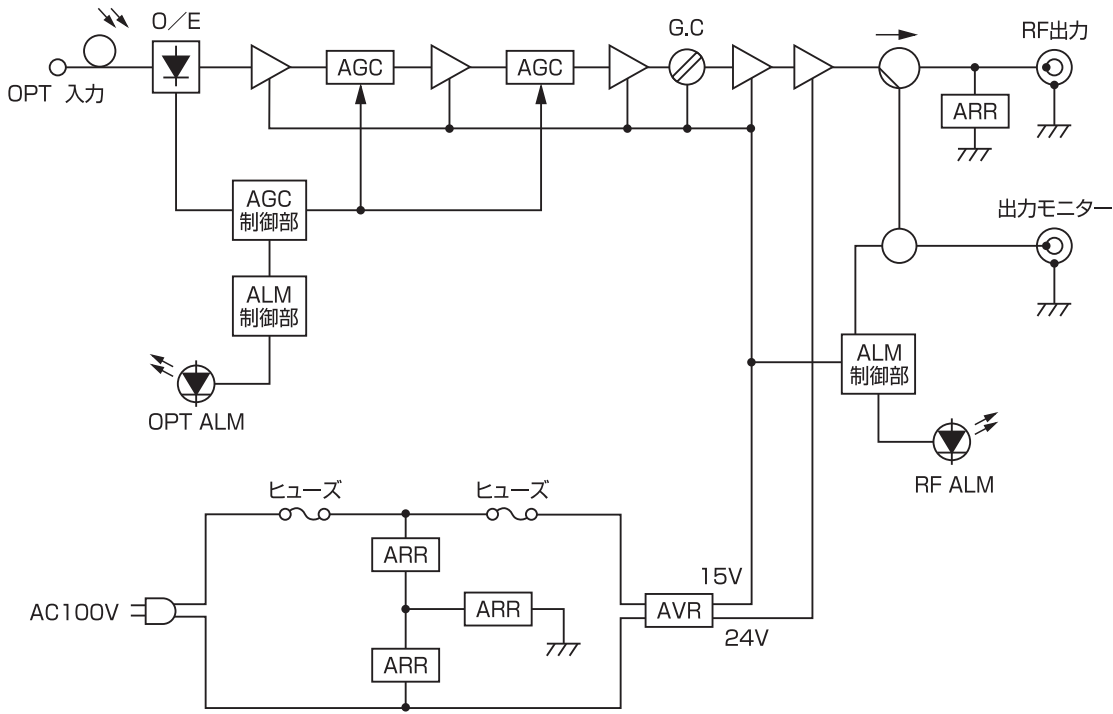 O／E
G.C
RF出力
AGC
AGC
OPT 入力
ARR
AGC
制御部
出力モニター
ALM
制御部
ALM
制御部
OPT ALM
RF ALM
ヒューズ
ヒューズ
ARR
15V
AC100V
ARR
AVR
24V
ARR